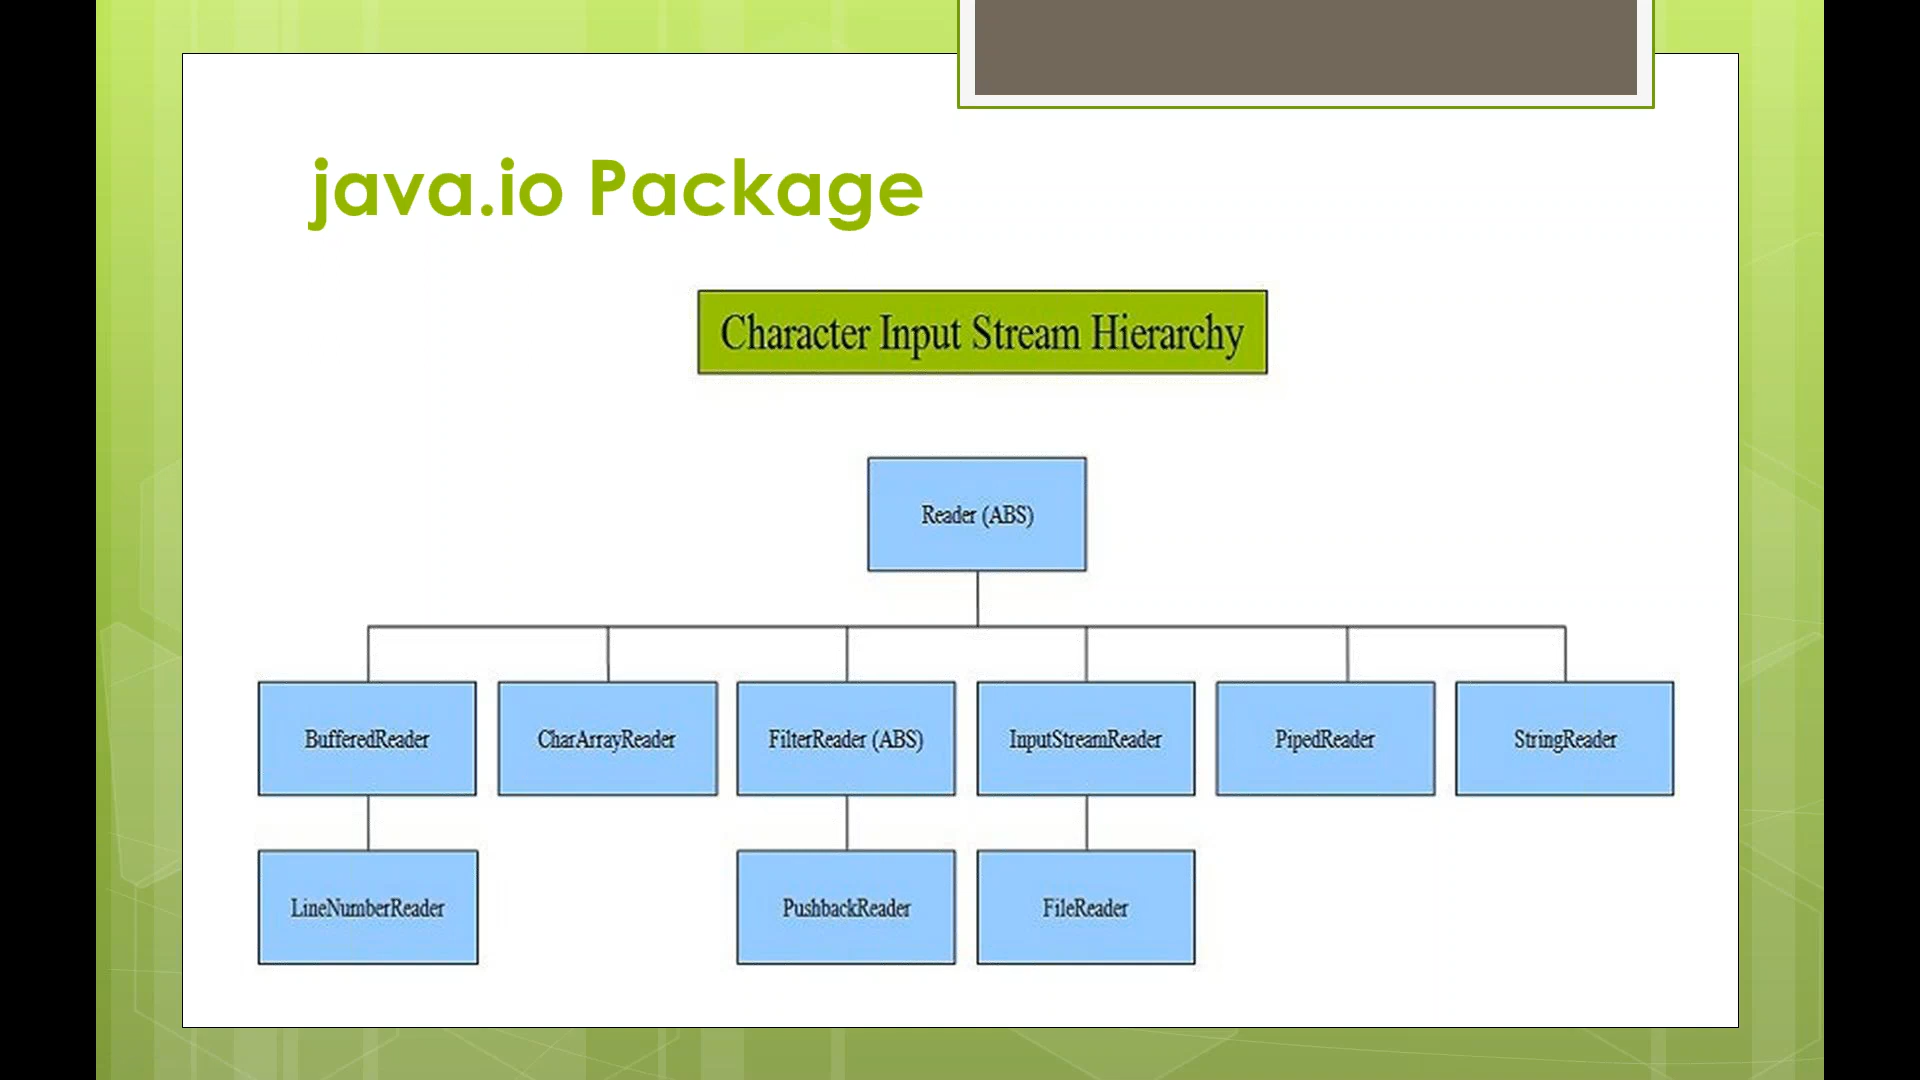 java.io Package
Character Input Stream Hierarchy
Reader (ABS)
BufferedReader
CharArrayReader
FilterReader (ABS)
InputStreamReader
PipedReader
StringReader
LineNumberReader
PushbackReader
FileReader